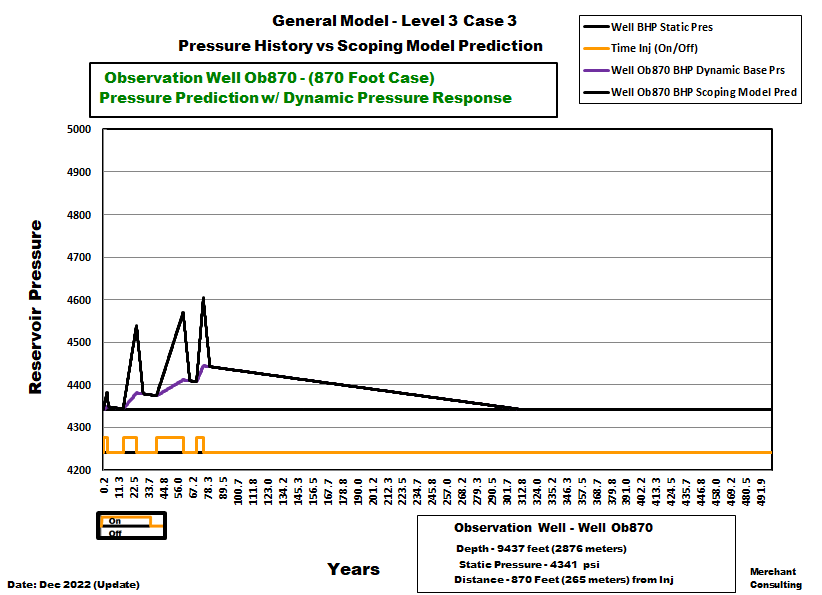 General Model - Level 3 Case 3
Pressure History vs Scoping Model Prediction
Well BHP Static Pres
Time Inj (On/Off)
Well Ob870 BHP Dynamic Base Prs
Well Ob870 BHP Scoping Model Pred
Observation Well Ob870 - (870 Foot Case)
Pressure Prediction w/ Dynamic Pressure Response
Reservoir Pressure
5000
4900
4800
4700
4600
4500
4400
4300
4200
0.2 11.3 22.5 33.7 44.8 56.0 67.2 78.3 89.5 100.7 111.8 123.0 134.2 145.3 156.5 167.7 178.8 190.0 201.2 212.3 223.5 234.7 245.8 257.0 268.2 279.3 290.5 301.7 312.8 324.0 335.2 346.3 357.5 368.7 379.8 391.0 402.2 413.3 424.5 435.7 446.8 458.0 469.2 480.5 491.9
On
Off
Years
Observation Well - Well Ob870
Depth - 9437 feet (2876 meters)
Static Pressure - 4341 psi
Distance - 870 Feet (265 meters) from Inj
Date: Dec 2022 (Update)
Merchant
Consulting